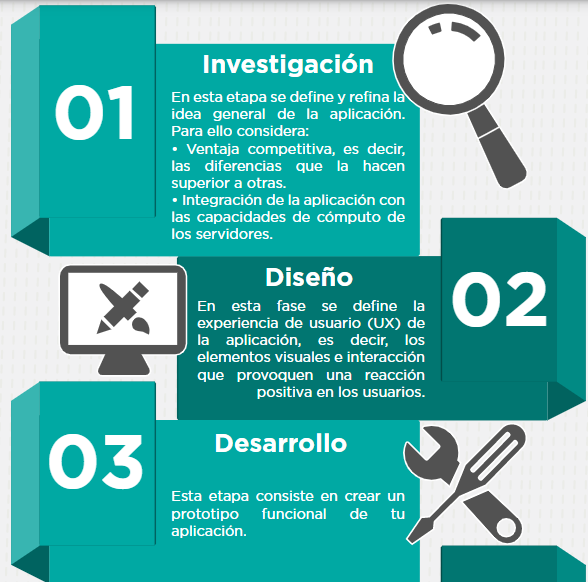 01
Investigación
En esta etapa se define y refina la
idea general de la aplicación.
Para ello considera:
• Ventaja competitiva, es decir,
las diferencias que la hacen
superior a otras.
• Integración de la aplicación con
las capacidades de cómputo de
los servidores.
02
Diseño
En esta fase se define la
experiencia de usuario (UX) de
la aplicación, es decir, los
elementos visuales e interacción
que provoquen una reacción
positiva en los usuarios.
03
Desarrollo
Esta etapa consiste en crear un
prototipo funcional de tu
aplicación.